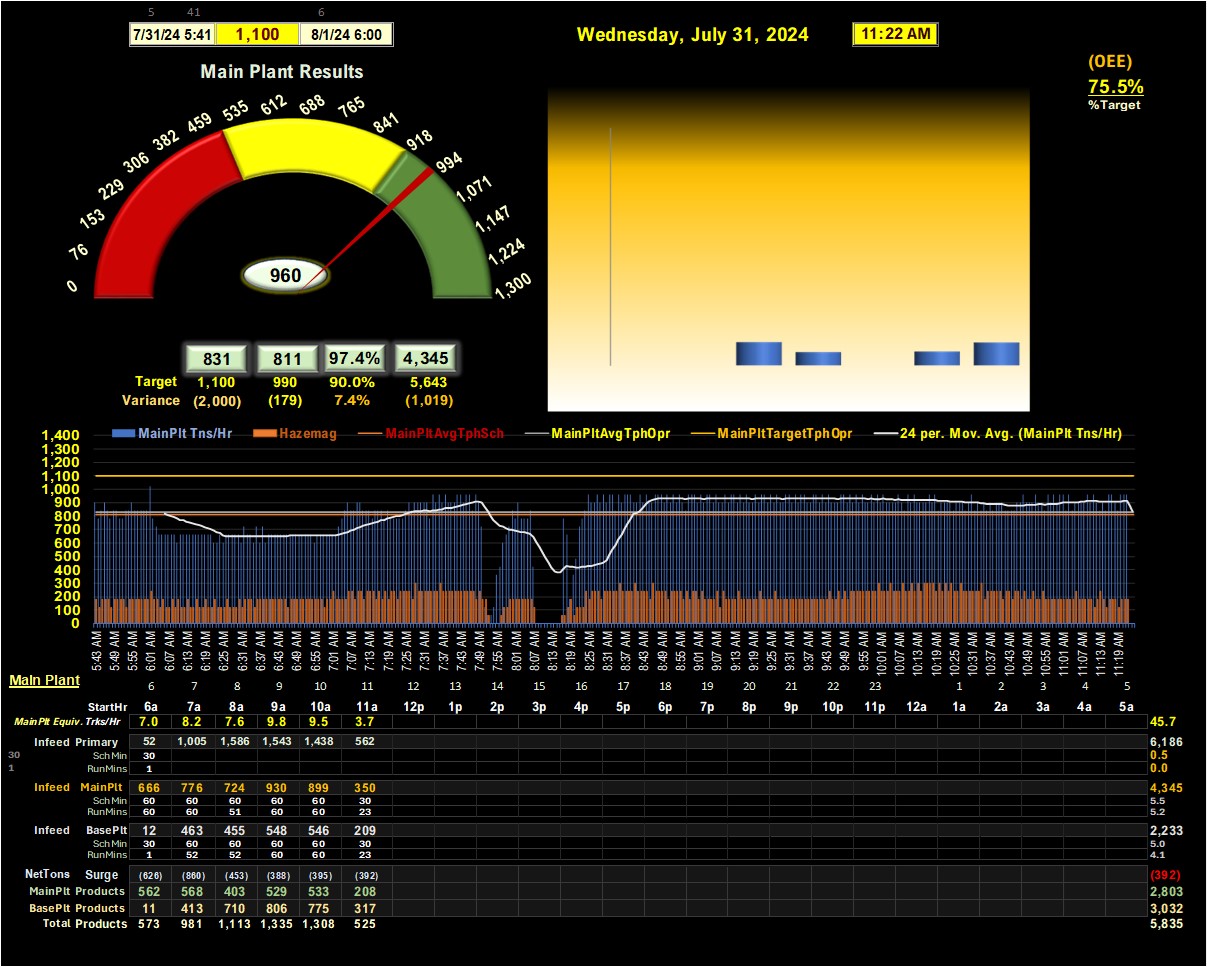 5 41 6
7/31/24 5:41 1,100 8/1/24 6:00
Wednesday, July 31, 2024 11:22 AM
(OEE)
75.5%
%Target
Main Plant Results
0 76 153 229 306 382 459 535 612 688 765 841 918 994 1,071 1,147 1,224 1,300
960
831 811 97.4% 4,345
Target 1,100 990 90.0% 5,643
Variance (2,000) (179) 7.4% (1,019)
MainPlt Tns/Hr Hazemag MainPltAvgTphSch MainPltAvgTphOpr MainPltTargetTphOpr 24 per. Mov. Avg. (MainPlt Tns/Hr)
1,400
1,300
1,200
1,100
1,000
900
800
700
600
500
400
300
200
100
0
5:43 AM 5:49 AM 5:55 AM 6:01 AM 6:07 AM 6:13 AM 6:19 AM 6:25 AM 6:31 AM 6:37 AM 6:43 AM 6:49 AM 6:55 AM 7:01 AM 7:07 AM 7:13 AM 7:19 AM 7:25 AM 7:31 AM 7:37 AM 7:43 AM 7:49 AM 7:55 AM 8:01 AM 8:07 AM 8:13 AM 8:19 AM 8:25 AM 8:31 AM 8:37 AM 8:43 AM 8:49 AM 8:55 AM 9:01 AM 9:07 AM 9:13 AM 9:19 AM 9:25 AM 9:31 AM 9:37 AM 9:43 AM 9:49 AM 9:55 AM 10:01 AM 10:07 AM 10:13 AM 10:19 AM 10:25 AM 10:31 AM 10:37 AM 10:43 AM 10:49 AM 10:55 AM 11:01 AM 11:07 AM 11:13 AM 11:19 AM
Main Plant 6 7 8 9 10 11 12 13 14 15 16 17 18 19 20 21 22 23 1 2 3 4 5
StartHr 6a 7a 8a 9a 10a 11a 12p 1p 2p 3p 4p 5p 6p 7p 8p 9p 10p 11p 12a 1a 2a 3a 4a 5a
MainPlt Equiv. Trks/Hr 7.0 8.2 7.6 9.8 9.5 3.7 45.7
Infeed Primary 52 1,005 1,586 1,543 1,438 562 6,186
30 Sch Min 30 0.5
1 RunMins 1 0.0
Infeed MainPlt 666 776 724 930 899 350 4,345
Sch Min 60 60 60 60 60 30 5.5
RunMins 60 60 51 60 60 23 5.2
Infeed BasePlt 12 463 455 548 546 209 2,233
Sch Min 30 60 60 60 60 30 5.0
RunMins 1 52 52 60 60 23 4.1
NetTons Surge (626) (860) (453) (388) (395) (392) (392)
MainPlt Products 562 568 403 529 533 208 2,803
BasePlt Products 11 413 710 806 775 317 3,032
Total Products 573 981 1,113 1,335 1,308 525 5,835